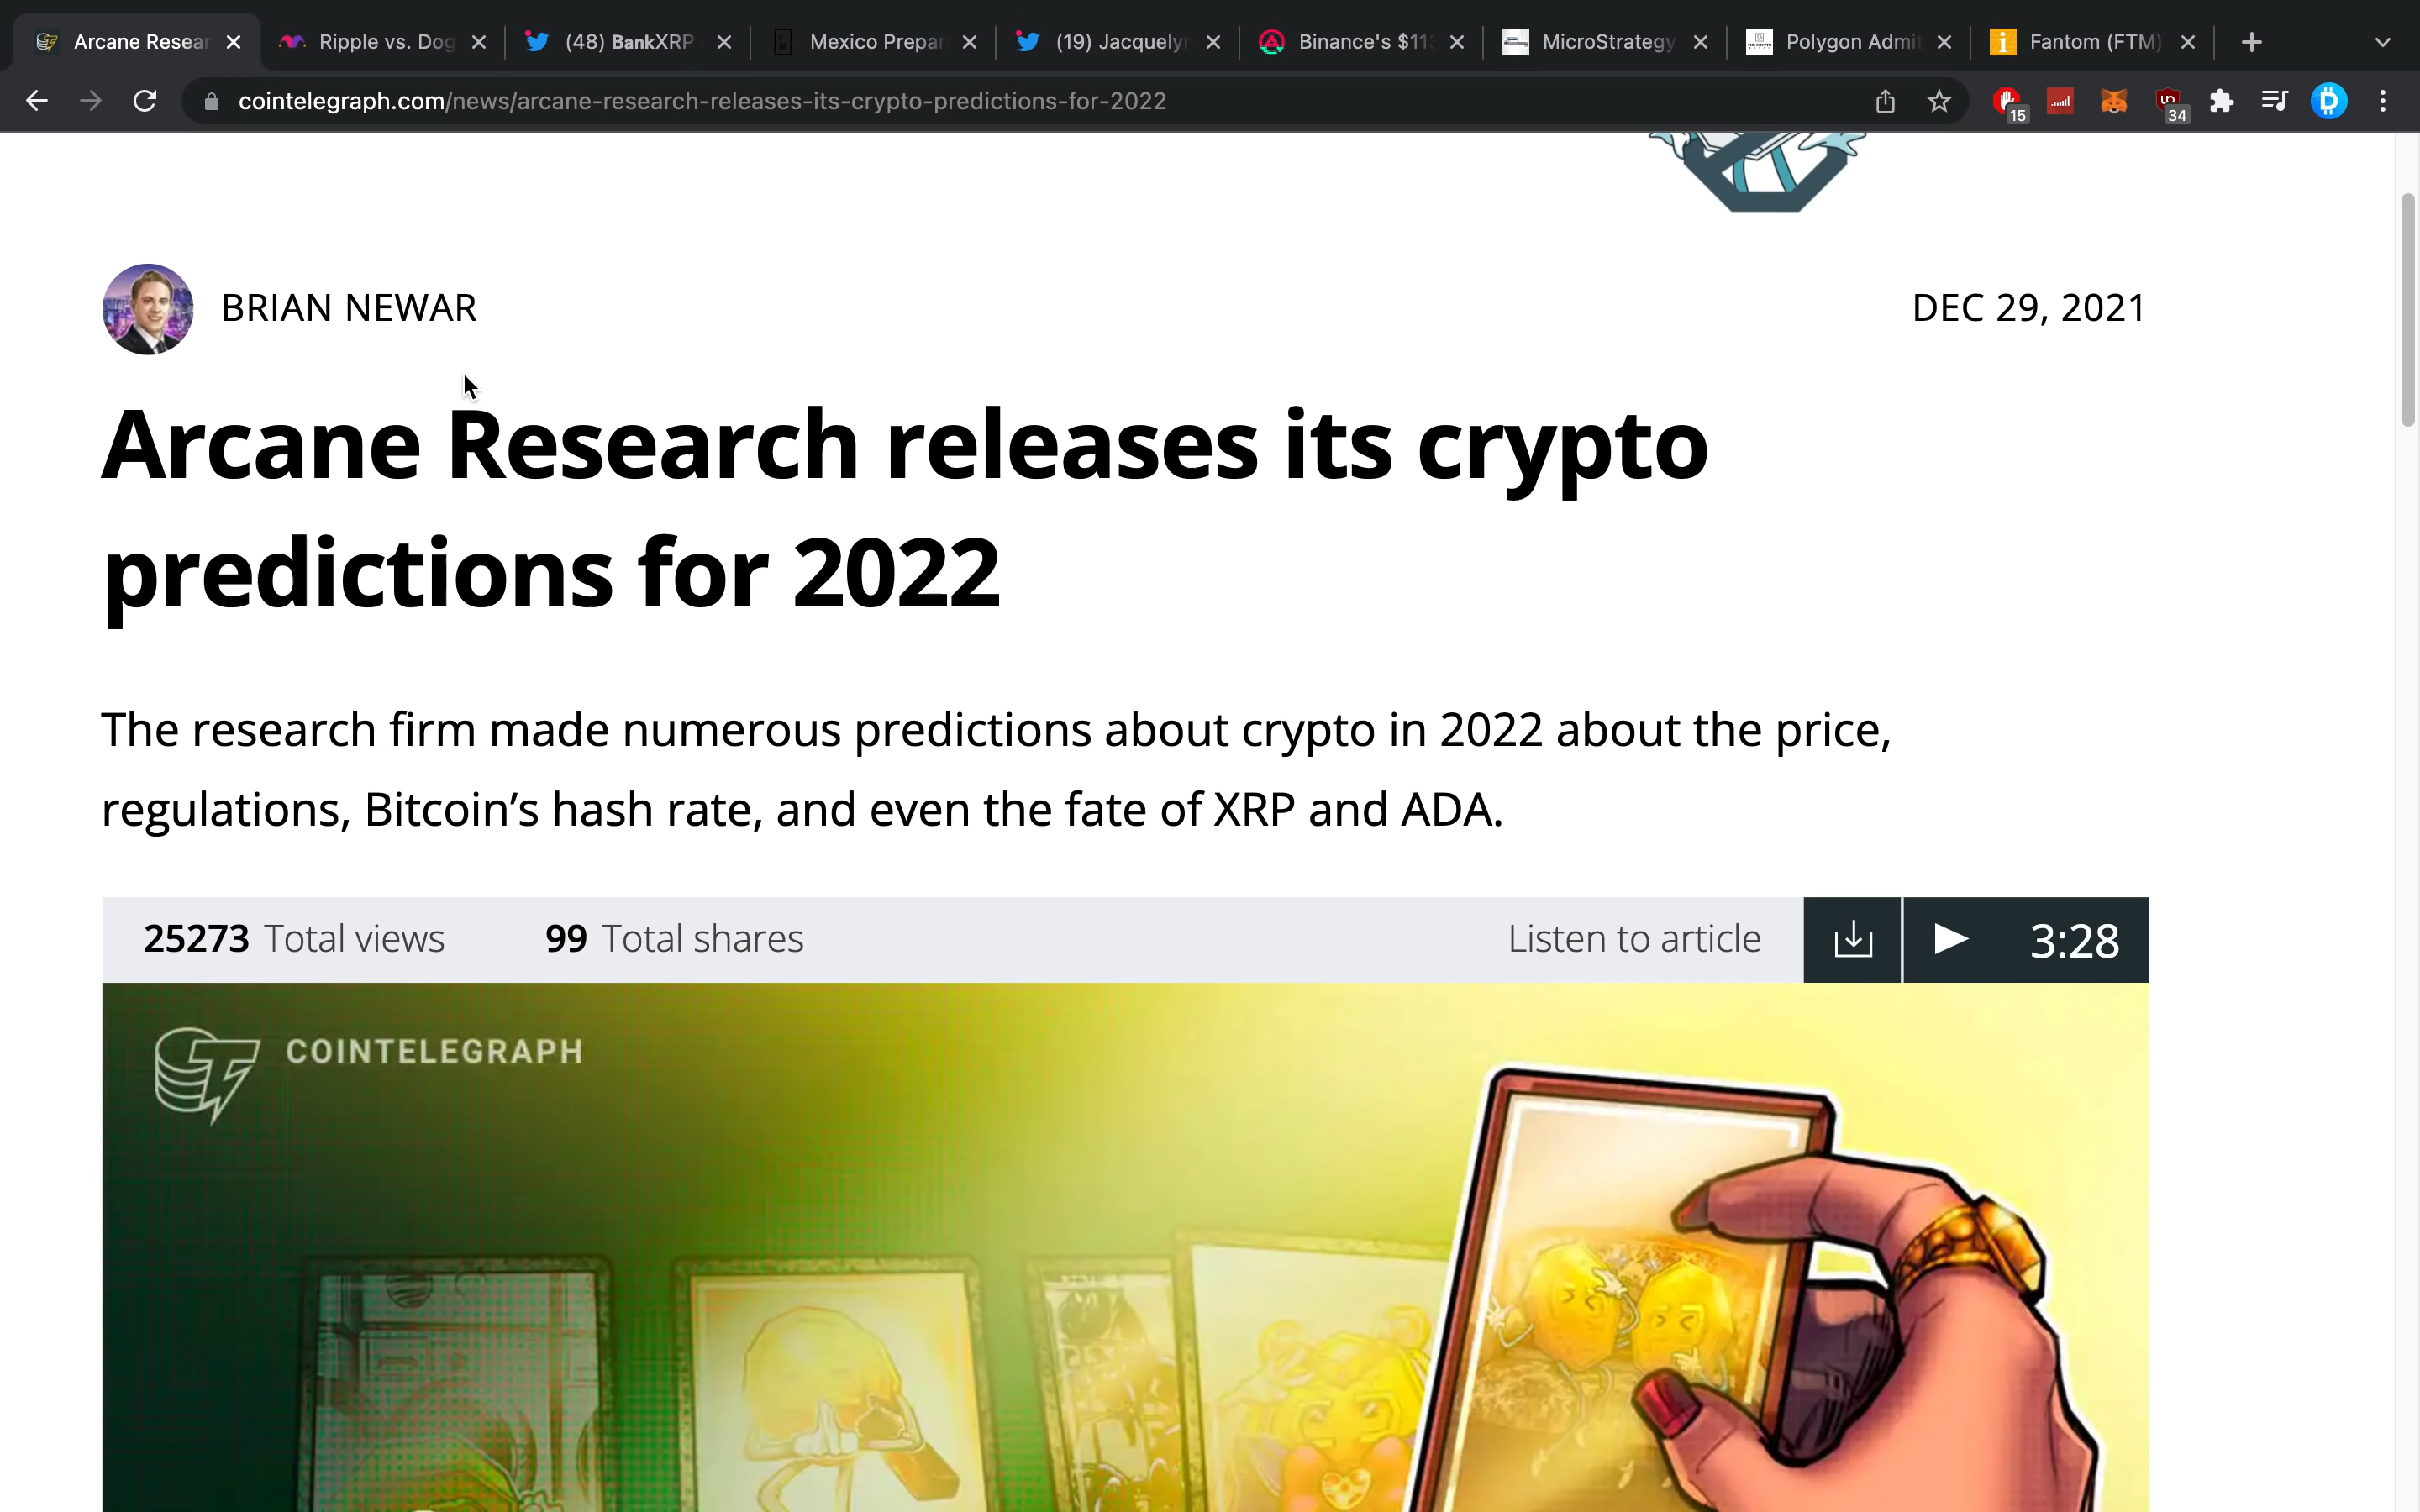 Arcane Resear
Ripple vs. Dog
(48) BankXRP
Mexico Prepar
(19) Jacquelyn
Binance's $113
MicroStrategy
Polygon Admit
Fantom (FTM)
cointelegraph.com/news/arcane-research-releases-its-crypto-predictions-for-2022
15
34
BRIAN NEWAR
DEC 29, 2021
Arcane Research releases its crypto
predictions for 2022
The research firm made numerous predictions about crypto in 2022 about the price,
regulations, Bitcoin’s hash rate, and even the fate of XRP and ADA.
25273 Total views 99 Total shares
Listen to article
3:28
COINTELEGRAPH